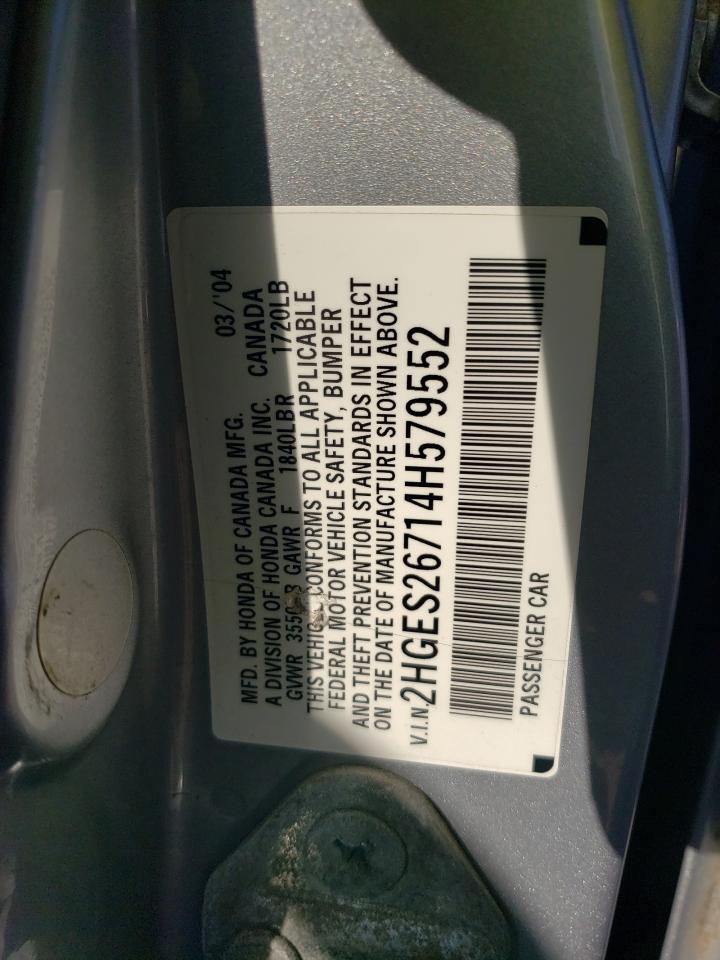 MFD. BY HONDA OF CANADA MFG. 03/'04
A DIVISION OF HONDA CANADA INC. CANADA
GVWR GAWR F 1840LBR 1720LB
THIS VEHICLE CONFORMS TO ALL APPLICABLE
FEDERAL MOTOR VEHICLE SAFETY, BUMPER
AND THEFT PREVENTION STANDARDS IN EFFECT
ON THE DATE OF MANUFACTURE SHOWN ABOVE.
V.I.N. 2HGES26714H579552
PASSENGER CAR